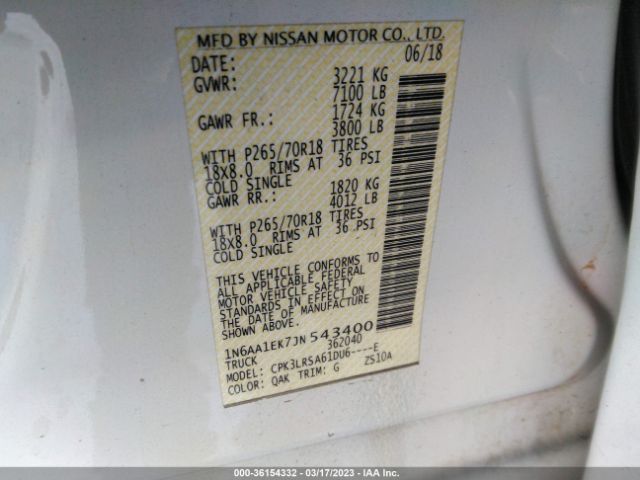 MFD BY NISSAN MOTOR CO., LTD.
DATE: 06/18
GVWR: 3221 KG
7100 LB
GAWR FR.: 1724 KG
3800 LB
WITH P265/70R18 TIRES
18X8.0 RIMS AT 36 PSI
COLD SINGLE
GAWR RR.: 1820 KG
4012 LB
WITH P265/70R18 TIRES
18X8.0 RIMS AT 36 PSI
COLD SINGLE
THIS VEHICLE CONFORMS TO
ALL APPLICABLE FEDERAL
MOTOR VEHICLE SAFETY
STANDARDS IN EFFECT ON
THE DATE OF MANUFACTURE
SHOWN ABOVE.
1N6AA1EK7JN543400
TRUCK 362040
MODEL: CPK3LRSA61DU6----E
COLOR: QAK TRIM: G ZS10A
000-36154332 — 03/17/2023 — IAA Inc.